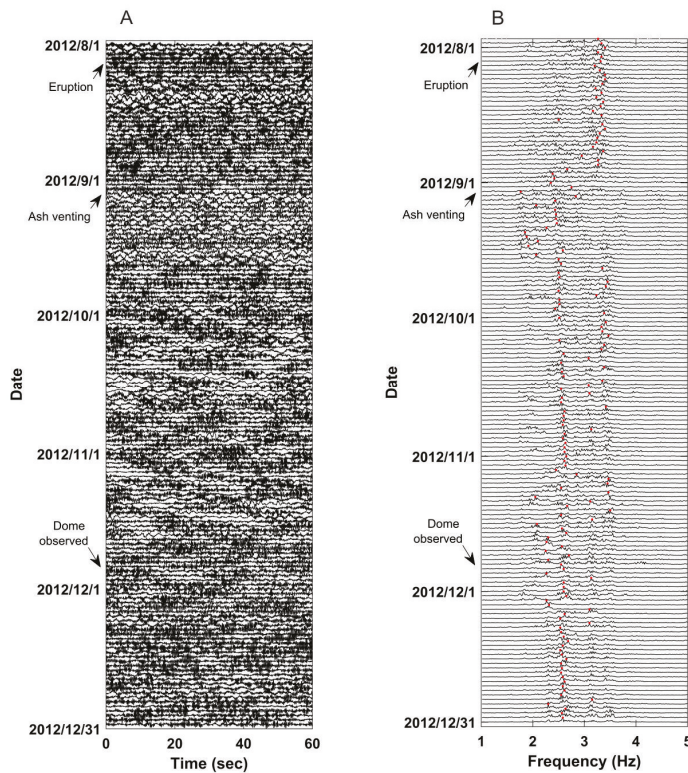 A
2012/8/1
Eruption
2012/9/1
Ash venting
2012/10/1
Date
2012/11/1
Dome
observed
2012/12/1
2012/12/31
0 20 40 60
Time (sec)
B
2012/8/1
Eruption
2012/9/1
Ash venting
2012/10/1
Date
2012/11/1
Dome
observed
2012/12/1
2012/12/31
1 2 3 4 5
Frequency (Hz)